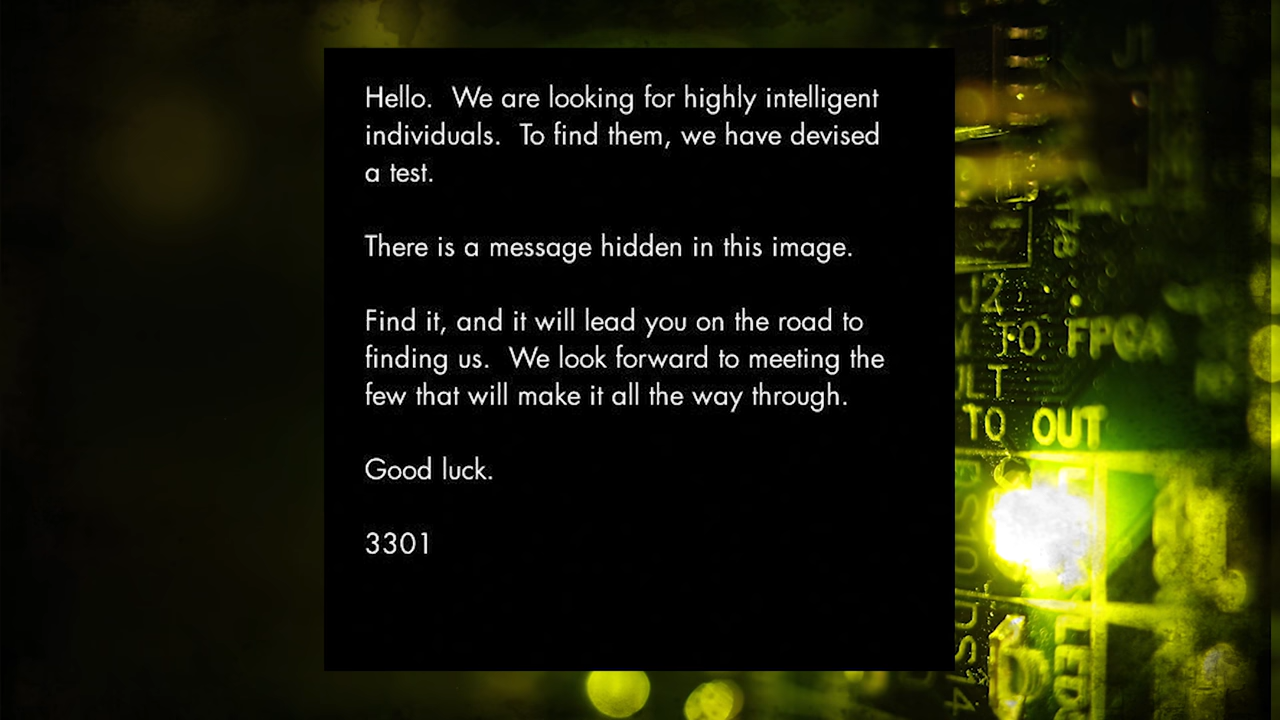 Hello. We are looking for highly intelligent
individuals. To find them, we have devised
a test.
There is a message hidden in this image.
Find it, and it will lead you on the road to
finding us. We look forward to meeting the
few that will make it all the way through.
Good luck.
3301
J2
TO FPGA
TO OUT